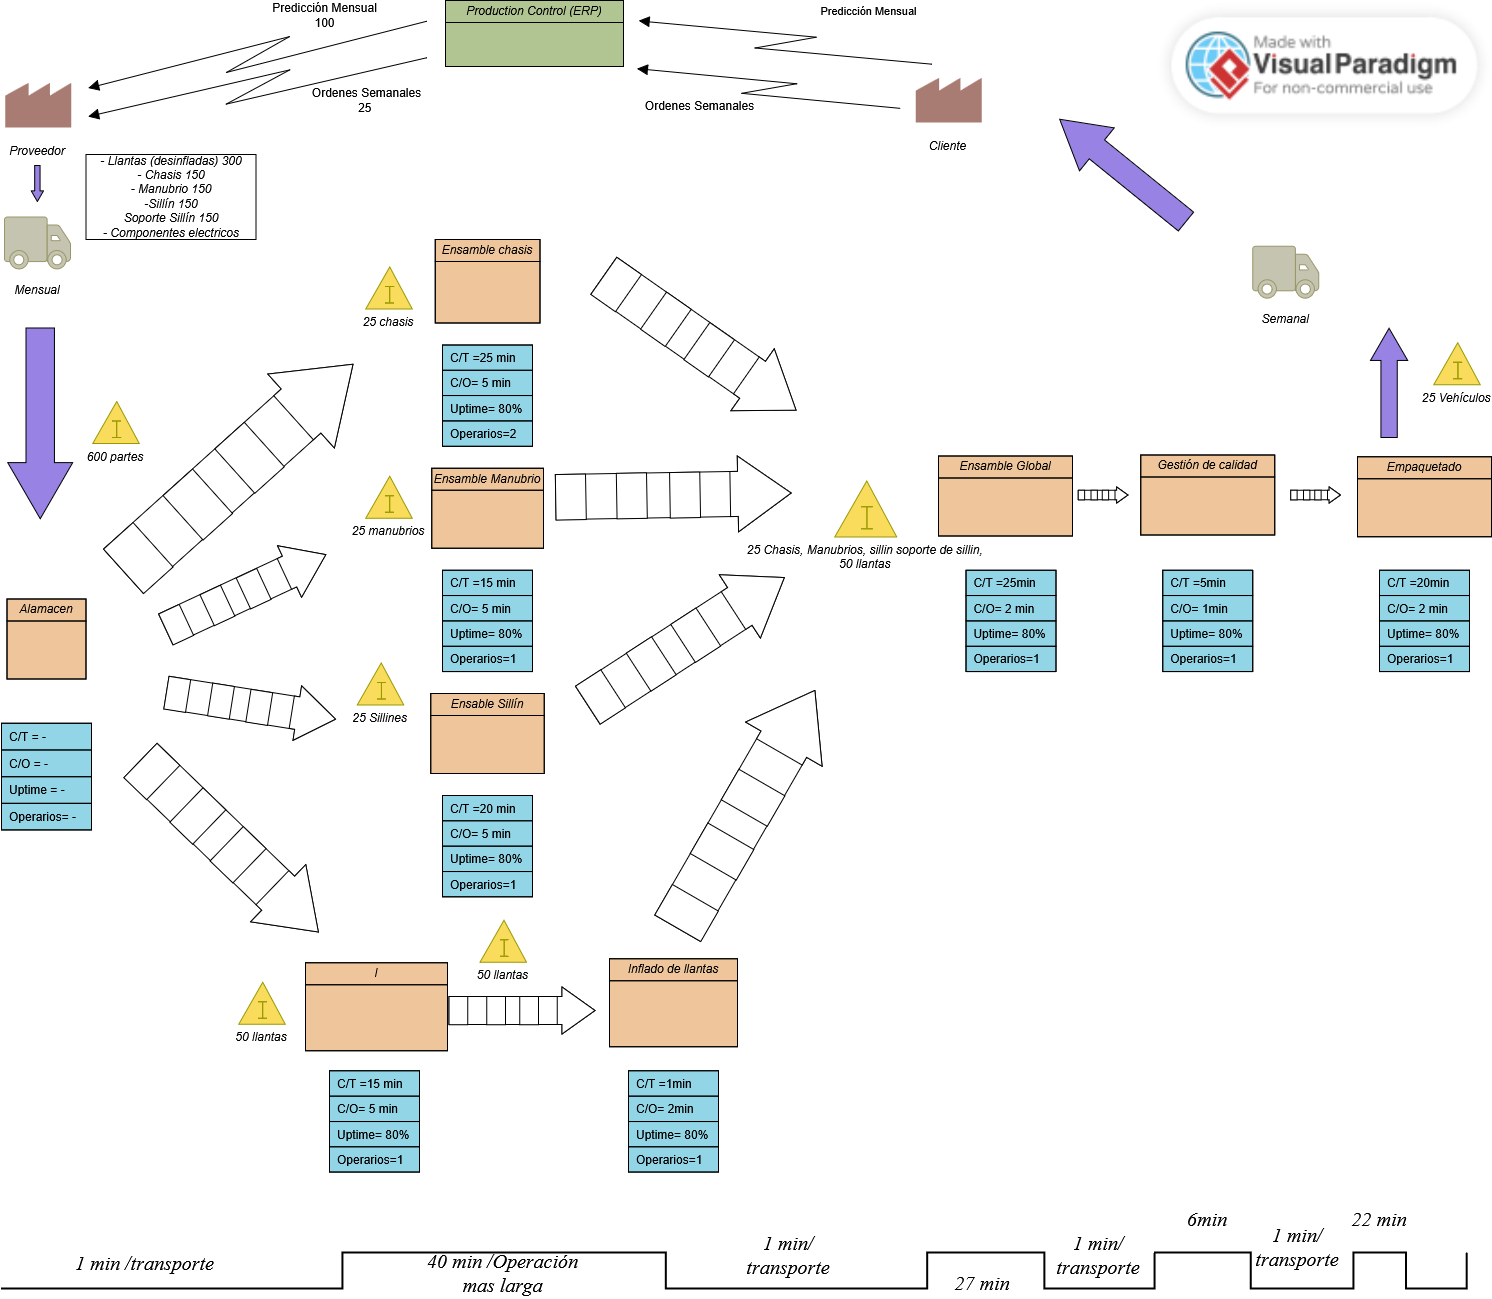 Predicción Mensual
100
Production Control (ERP)
Predicción Mensual
Made with
VisualParadigm
For non-commercial use
Ordenes Semanales
25
Ordenes Semanales
Proveedor
Cliente
- Llantas (desinfladas) 300
- Chasis 150
- Manubrio 150
-Sillín 150
Soporte Sillín 150
- Componentes electricos
Mensual
Semanal
Ensamble chasis
I
25 chasis
C/T =25 min
C/O= 5 min
Uptime= 80%
Operarios=2
I
25 Vehículos
I
600 partes
Ensamble Manubrio
I
25 manubrios
C/T =15 min
C/O= 5 min
Uptime= 80%
Operarios=1
I
25 Chasis, Manubrios, sillin soporte de sillin,
50 llantas
Ensamble Global
C/T =25min
C/O= 2 min
Uptime= 80%
Operarios=1
Gestión de calidad
C/T =5min
C/O= 1min
Uptime= 80%
Operarios=1
Empaquetado
C/T =20min
C/O= 2 min
Uptime= 80%
Operarios=1
Alamacen
C/T = -
C/O = -
Uptime = -
Operarios= -
I
25 Sillines
Ensable Sillín
C/T =20 min
C/O= 5 min
Uptime= 80%
Operarios=1
I
50 llantas
I
C/T =15 min
C/O= 5 min
Uptime= 80%
Operarios=1
I
50 llantas
Inflado de llantas
C/T =1min
C/O= 2min
Uptime= 80%
Operarios=1
1 min /transporte
40 min /Operación
mas larga
1 min/
transporte
27 min
1 min/
transporte
6min
1 min/
transporte
22 min